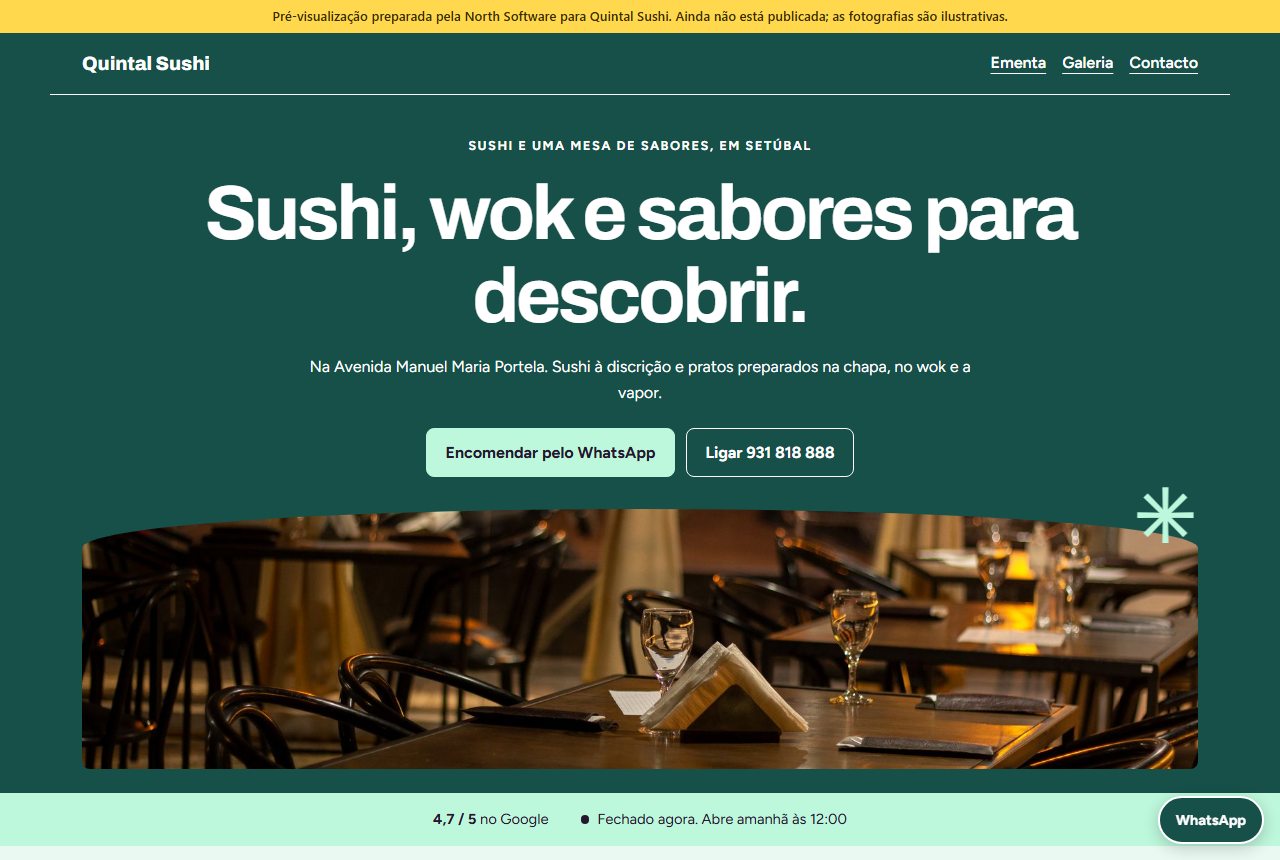 Pré-visualização preparada pela North Software para Quintal Sushi. Ainda não está publicada; as fotografias são ilustrativas.
Quintal Sushi
Ementa Galeria Contacto
SUSHI E UMA MESA DE SABORES, EM SETÚBAL
Sushi, wok e sabores para
descobrir.
Na Avenida Manuel Maria Portela. Sushi à discrição e pratos preparados na chapa, no wok e a
vapor.
Encomendar pelo WhatsApp
Ligar 931 818 888
4,7 / 5 no Google
Fechado agora. Abre amanhã às 12:00
WhatsApp